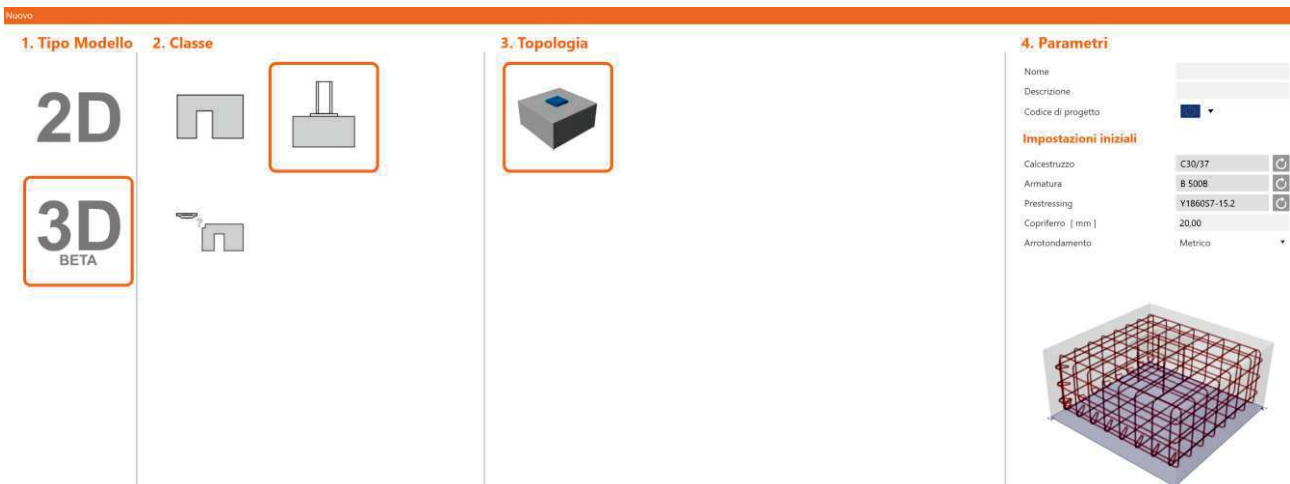 Nuovo
1. Tipo Modello
2. Classe
3. Topologia
4. Parametri
2D
3D
BETA
?
Nome
Descrizione
Codice di progetto
Impostazioni iniziali
Calcestruzzo C30/37
Armatura B 500B
Prestressing Y1860S7-15.2
Copriferro [ mm ] 20,00
Arrotondamento Metrico